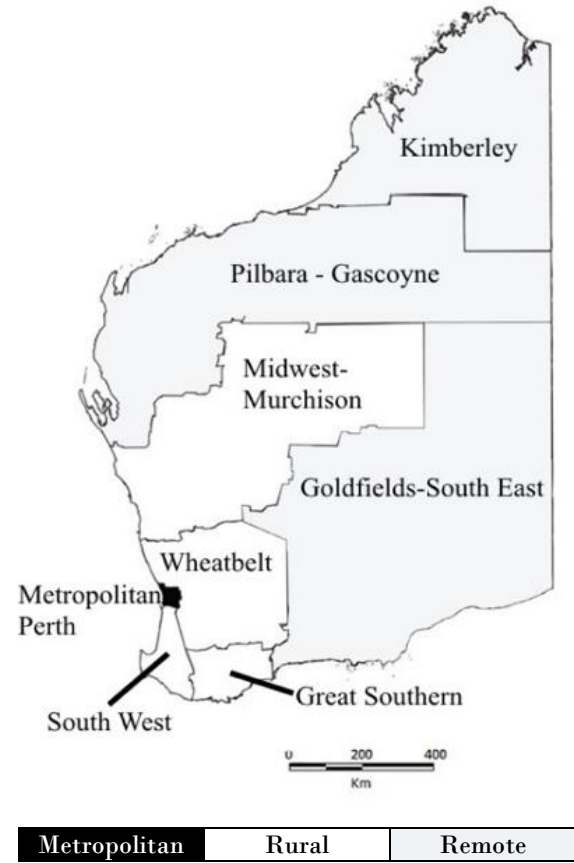 Kimberley
Pilbara - Gascoyne
Midwest-
Murchison
Goldfields-South East
Wheatbelt
Metropolitan
Perth
Great Southern
South West
0 200 400
Km
Metropolitan Rural Remote